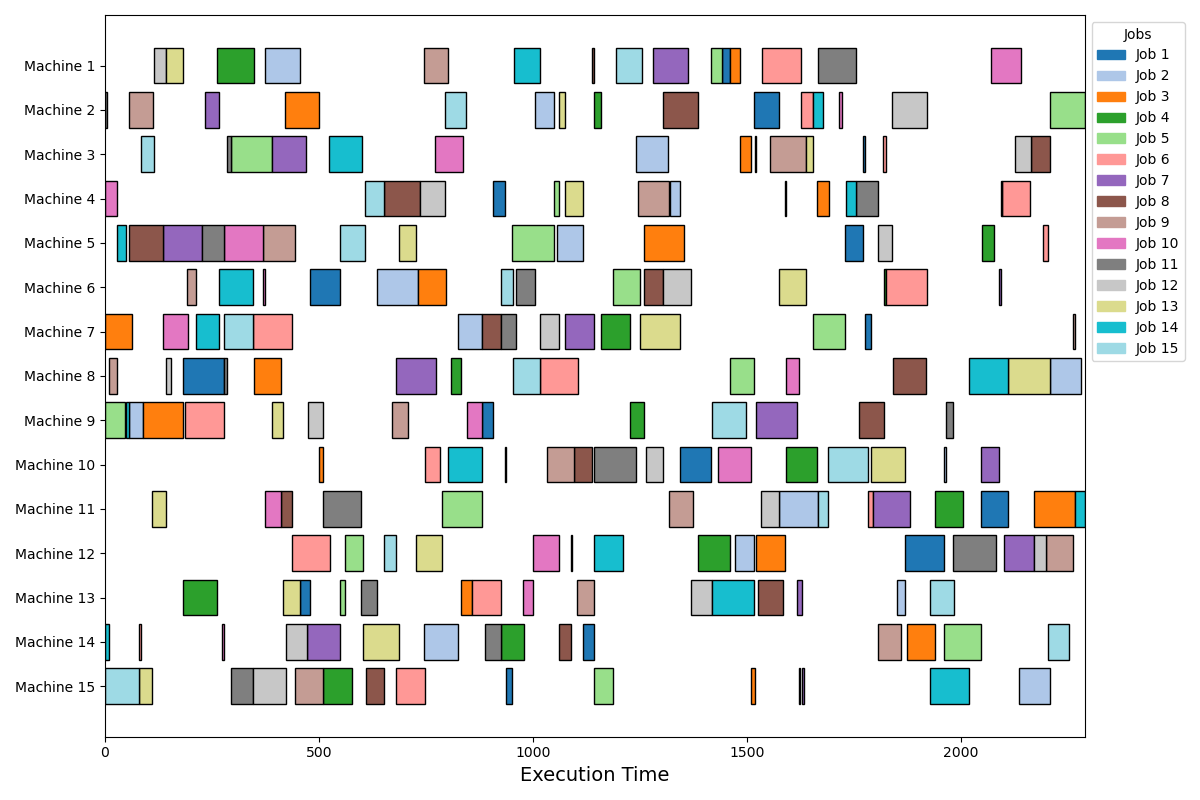 Machine 1
Machine 2
Machine 3
Machine 4
Machine 5
Machine 6
Machine 7
Machine 8
Machine 9
Machine 10
Machine 11
Machine 12
Machine 13
Machine 14
Machine 15
0
500
1000
1500
2000
Execution Time
Jobs
Job 1
Job 2
Job 3
Job 4
Job 5
Job 6
Job 7
Job 8
Job 9
Job 10
Job 11
Job 12
Job 13
Job 14
Job 15